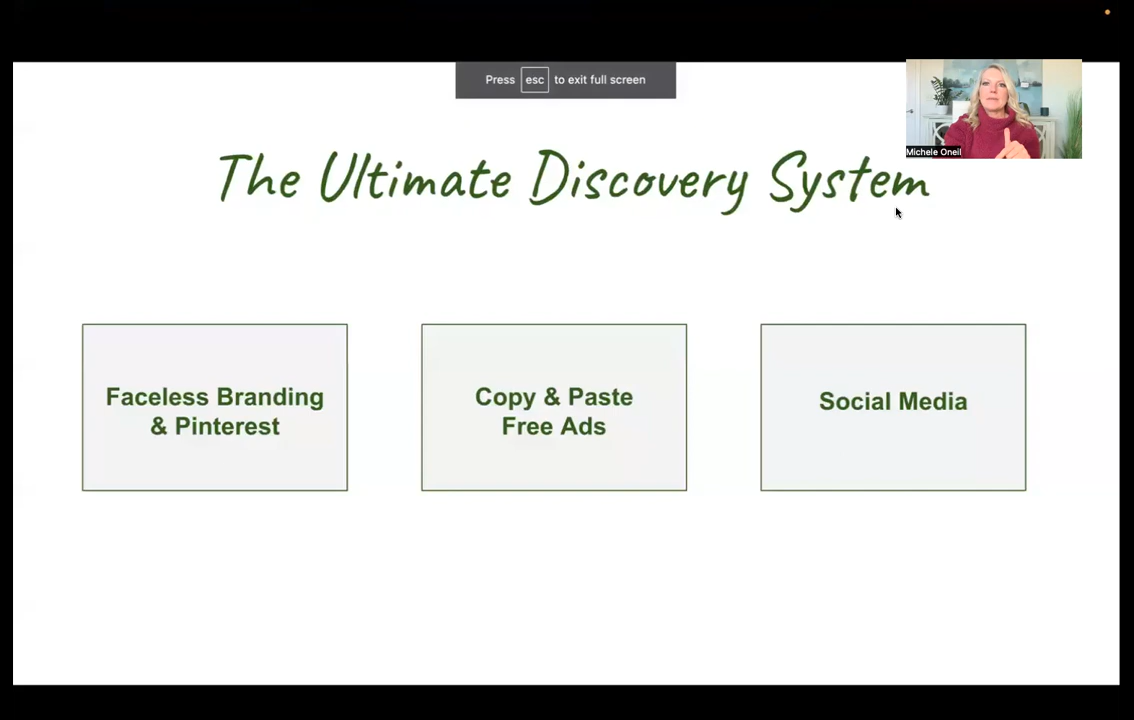 Press esc to exit full screen
Michele Oneil
The Ultimate Discovery System
Faceless Branding
& Pinterest
Copy & Paste
Free Ads
Social Media